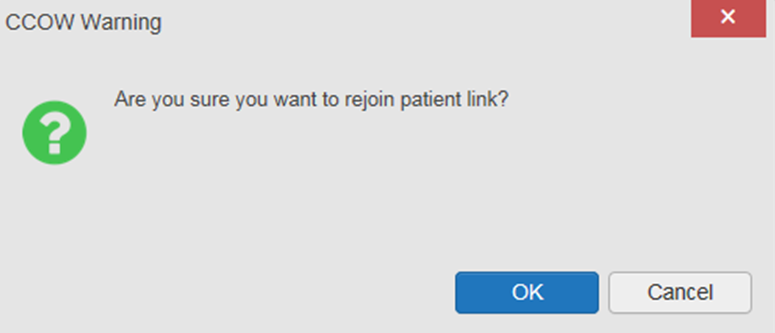 CCOW Warning
Are you sure you want to rejoin patient link?
OK
Cancel